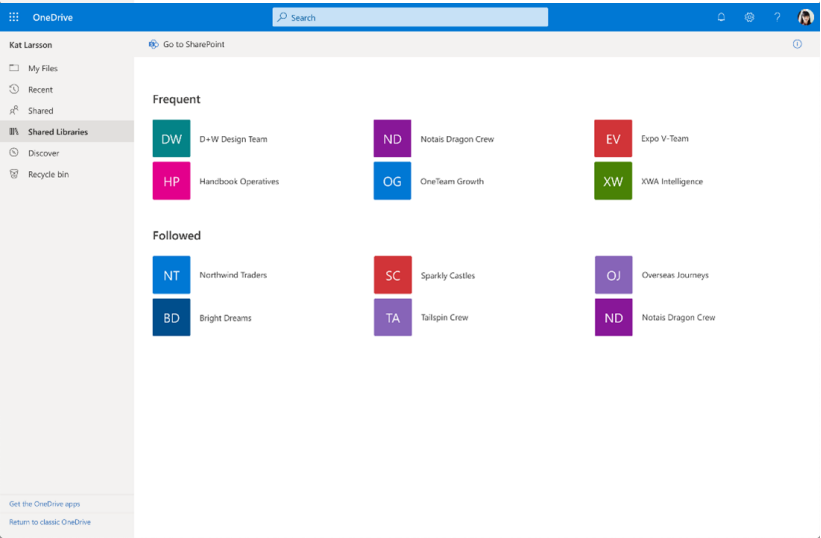 OneDrive
Search
?
Kat Larsson
Go to SharePoint
My Files
Recent
Shared
Shared Libraries
Discover
Recycle bin
Frequent
DW D+W Design Team
ND Notais Dragon Crew
EV Expo V-Team
HP Handbook Operatives
OG OneTeam Growth
XW XWA Intelligence
Followed
NT Northwind Traders
SC Sparkly Castles
OJ Overseas Journeys
BD Bright Dreams
TA Tailspin Crew
ND Notais Dragon Crew
Get the OneDrive apps
Return to classic OneDrive